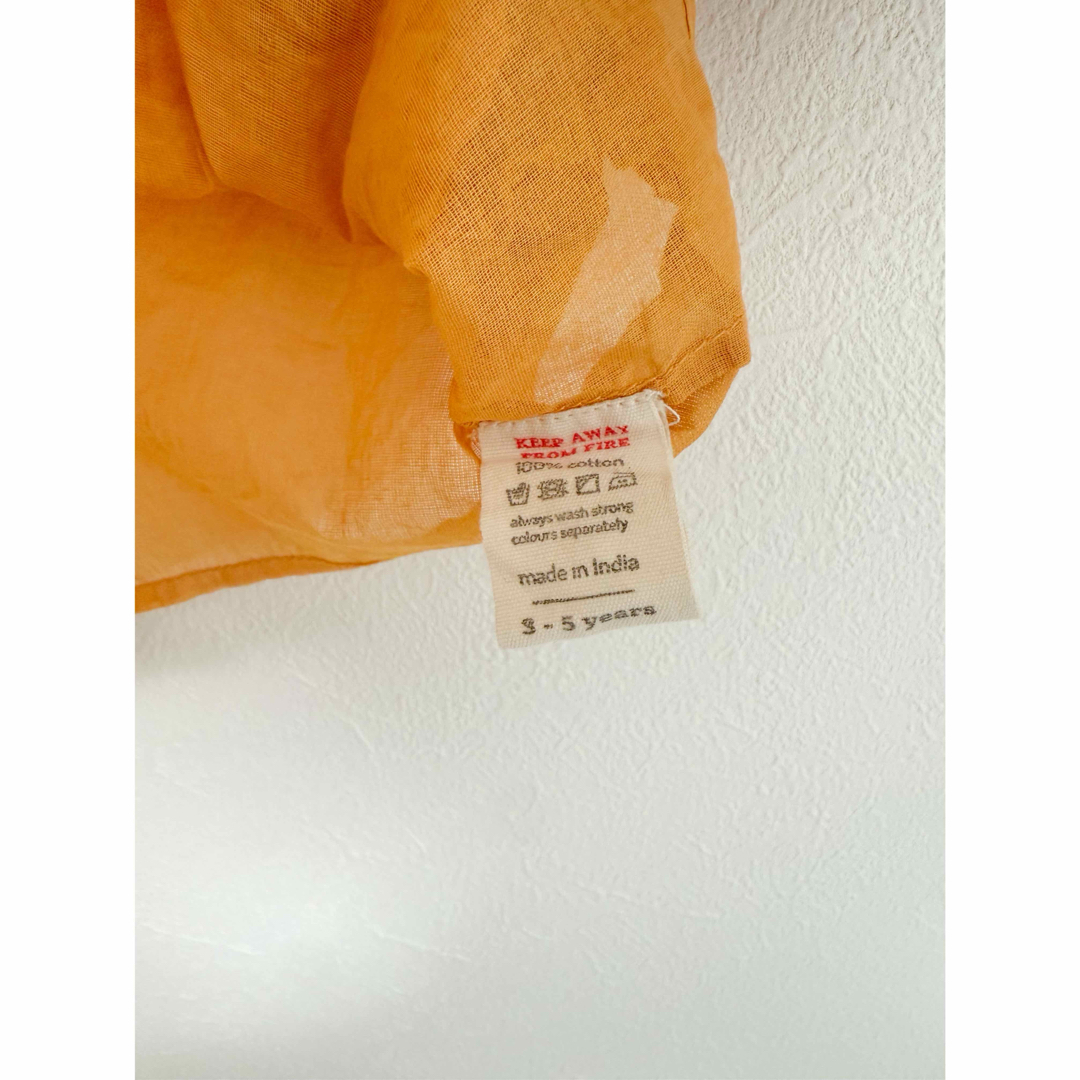 KEEP AWAY
FROM FIRE
100% cotton
always wash strong
colours separately
made in India
3 - 5 years